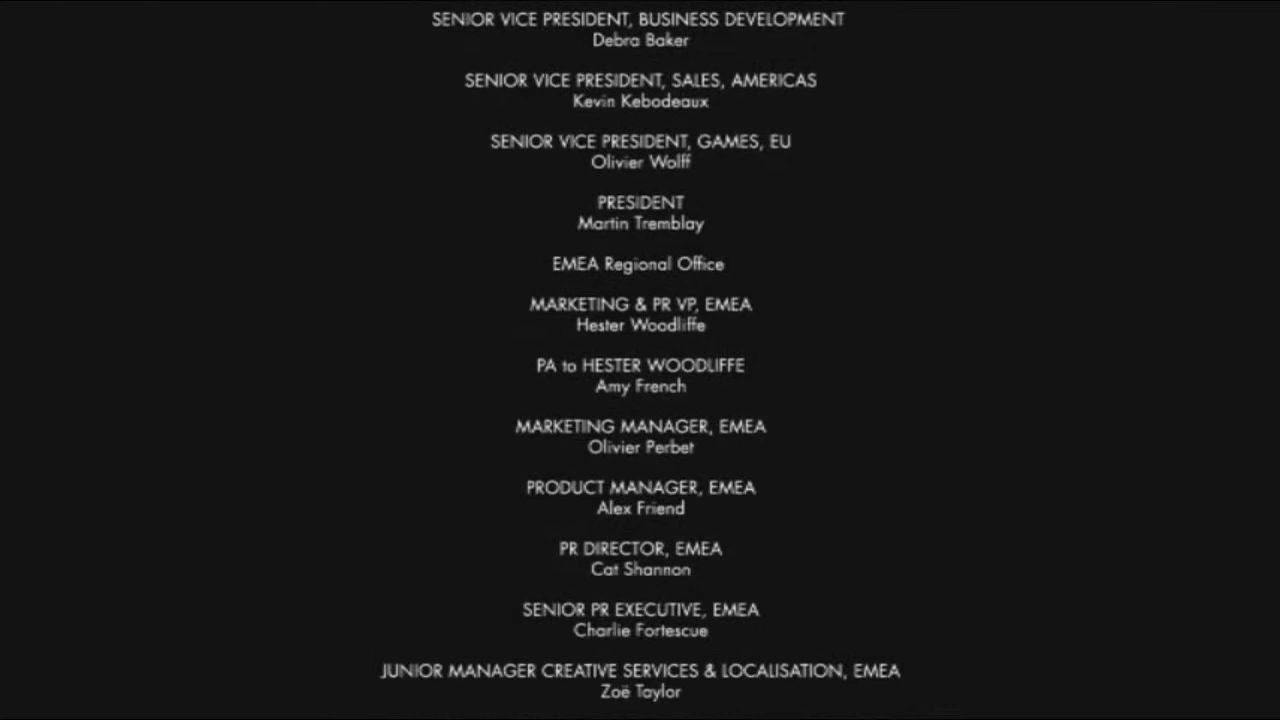 SENIOR VICE PRESIDENT, BUSINESS DEVELOPMENT
Debra Baker
SENIOR VICE PRESIDENT, SALES, AMERICAS
Kevin Kebodeaux
SENIOR VICE PRESIDENT, GAMES, EU
Olivier Wolff
PRESIDENT
Martin Tremblay
EMEA Regional Office
MARKETING & PR VP, EMEA
Hester Woodliffe
PA to HESTER WOODLIFFE
Amy French
MARKETING MANAGER, EMEA
Olivier Perbet
PRODUCT MANAGER, EMEA
Alex Friend
PR DIRECTOR, EMEA
Cat Shannon
SENIOR PR EXECUTIVE, EMEA
Charlie Fortescue
JUNIOR MANAGER CREATIVE SERVICES & LOCALISATION, EMEA
Zoë Taylor